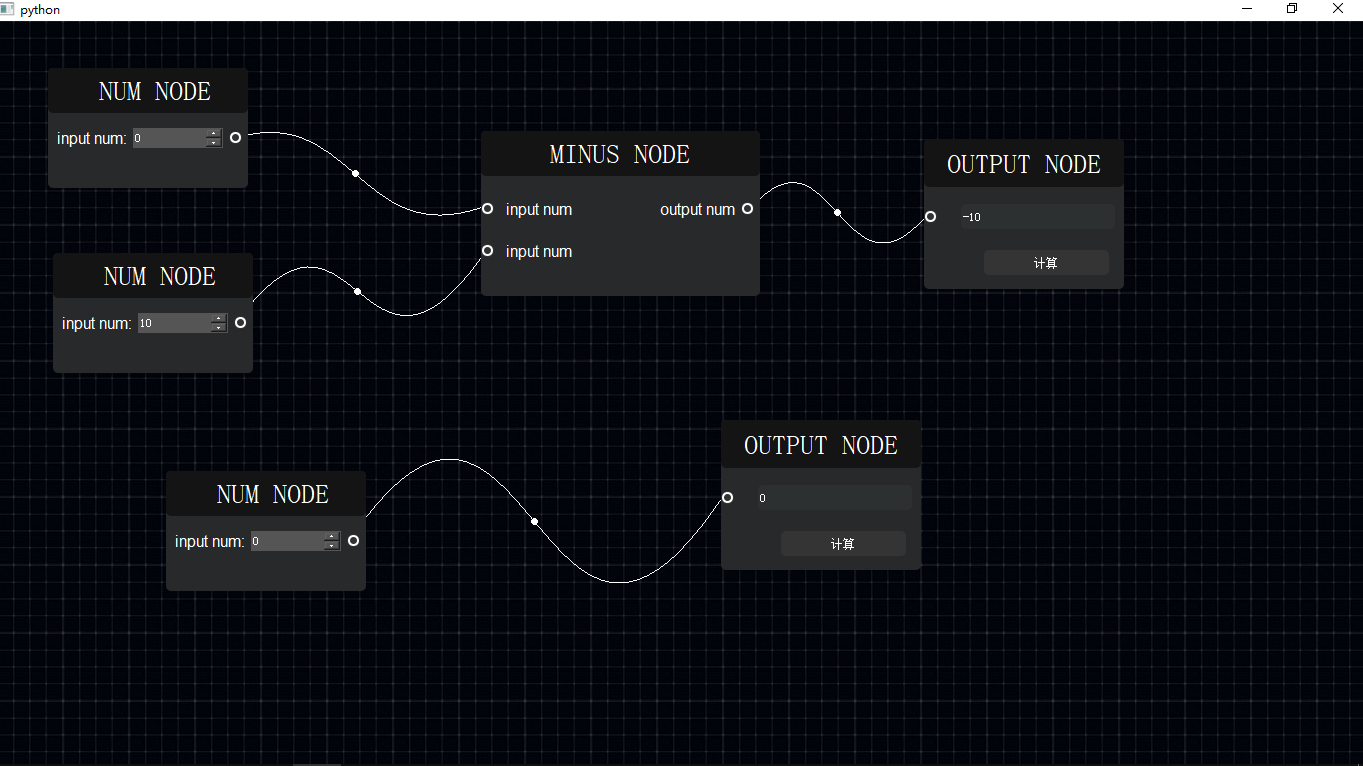 python
NUM NODE
input num: 0
MINUS NODE
input num output num
input num
OUTPUT NODE
-10
计算
NUM NODE
input num: 10
OUTPUT NODE
0
计算
NUM NODE
input num: 0